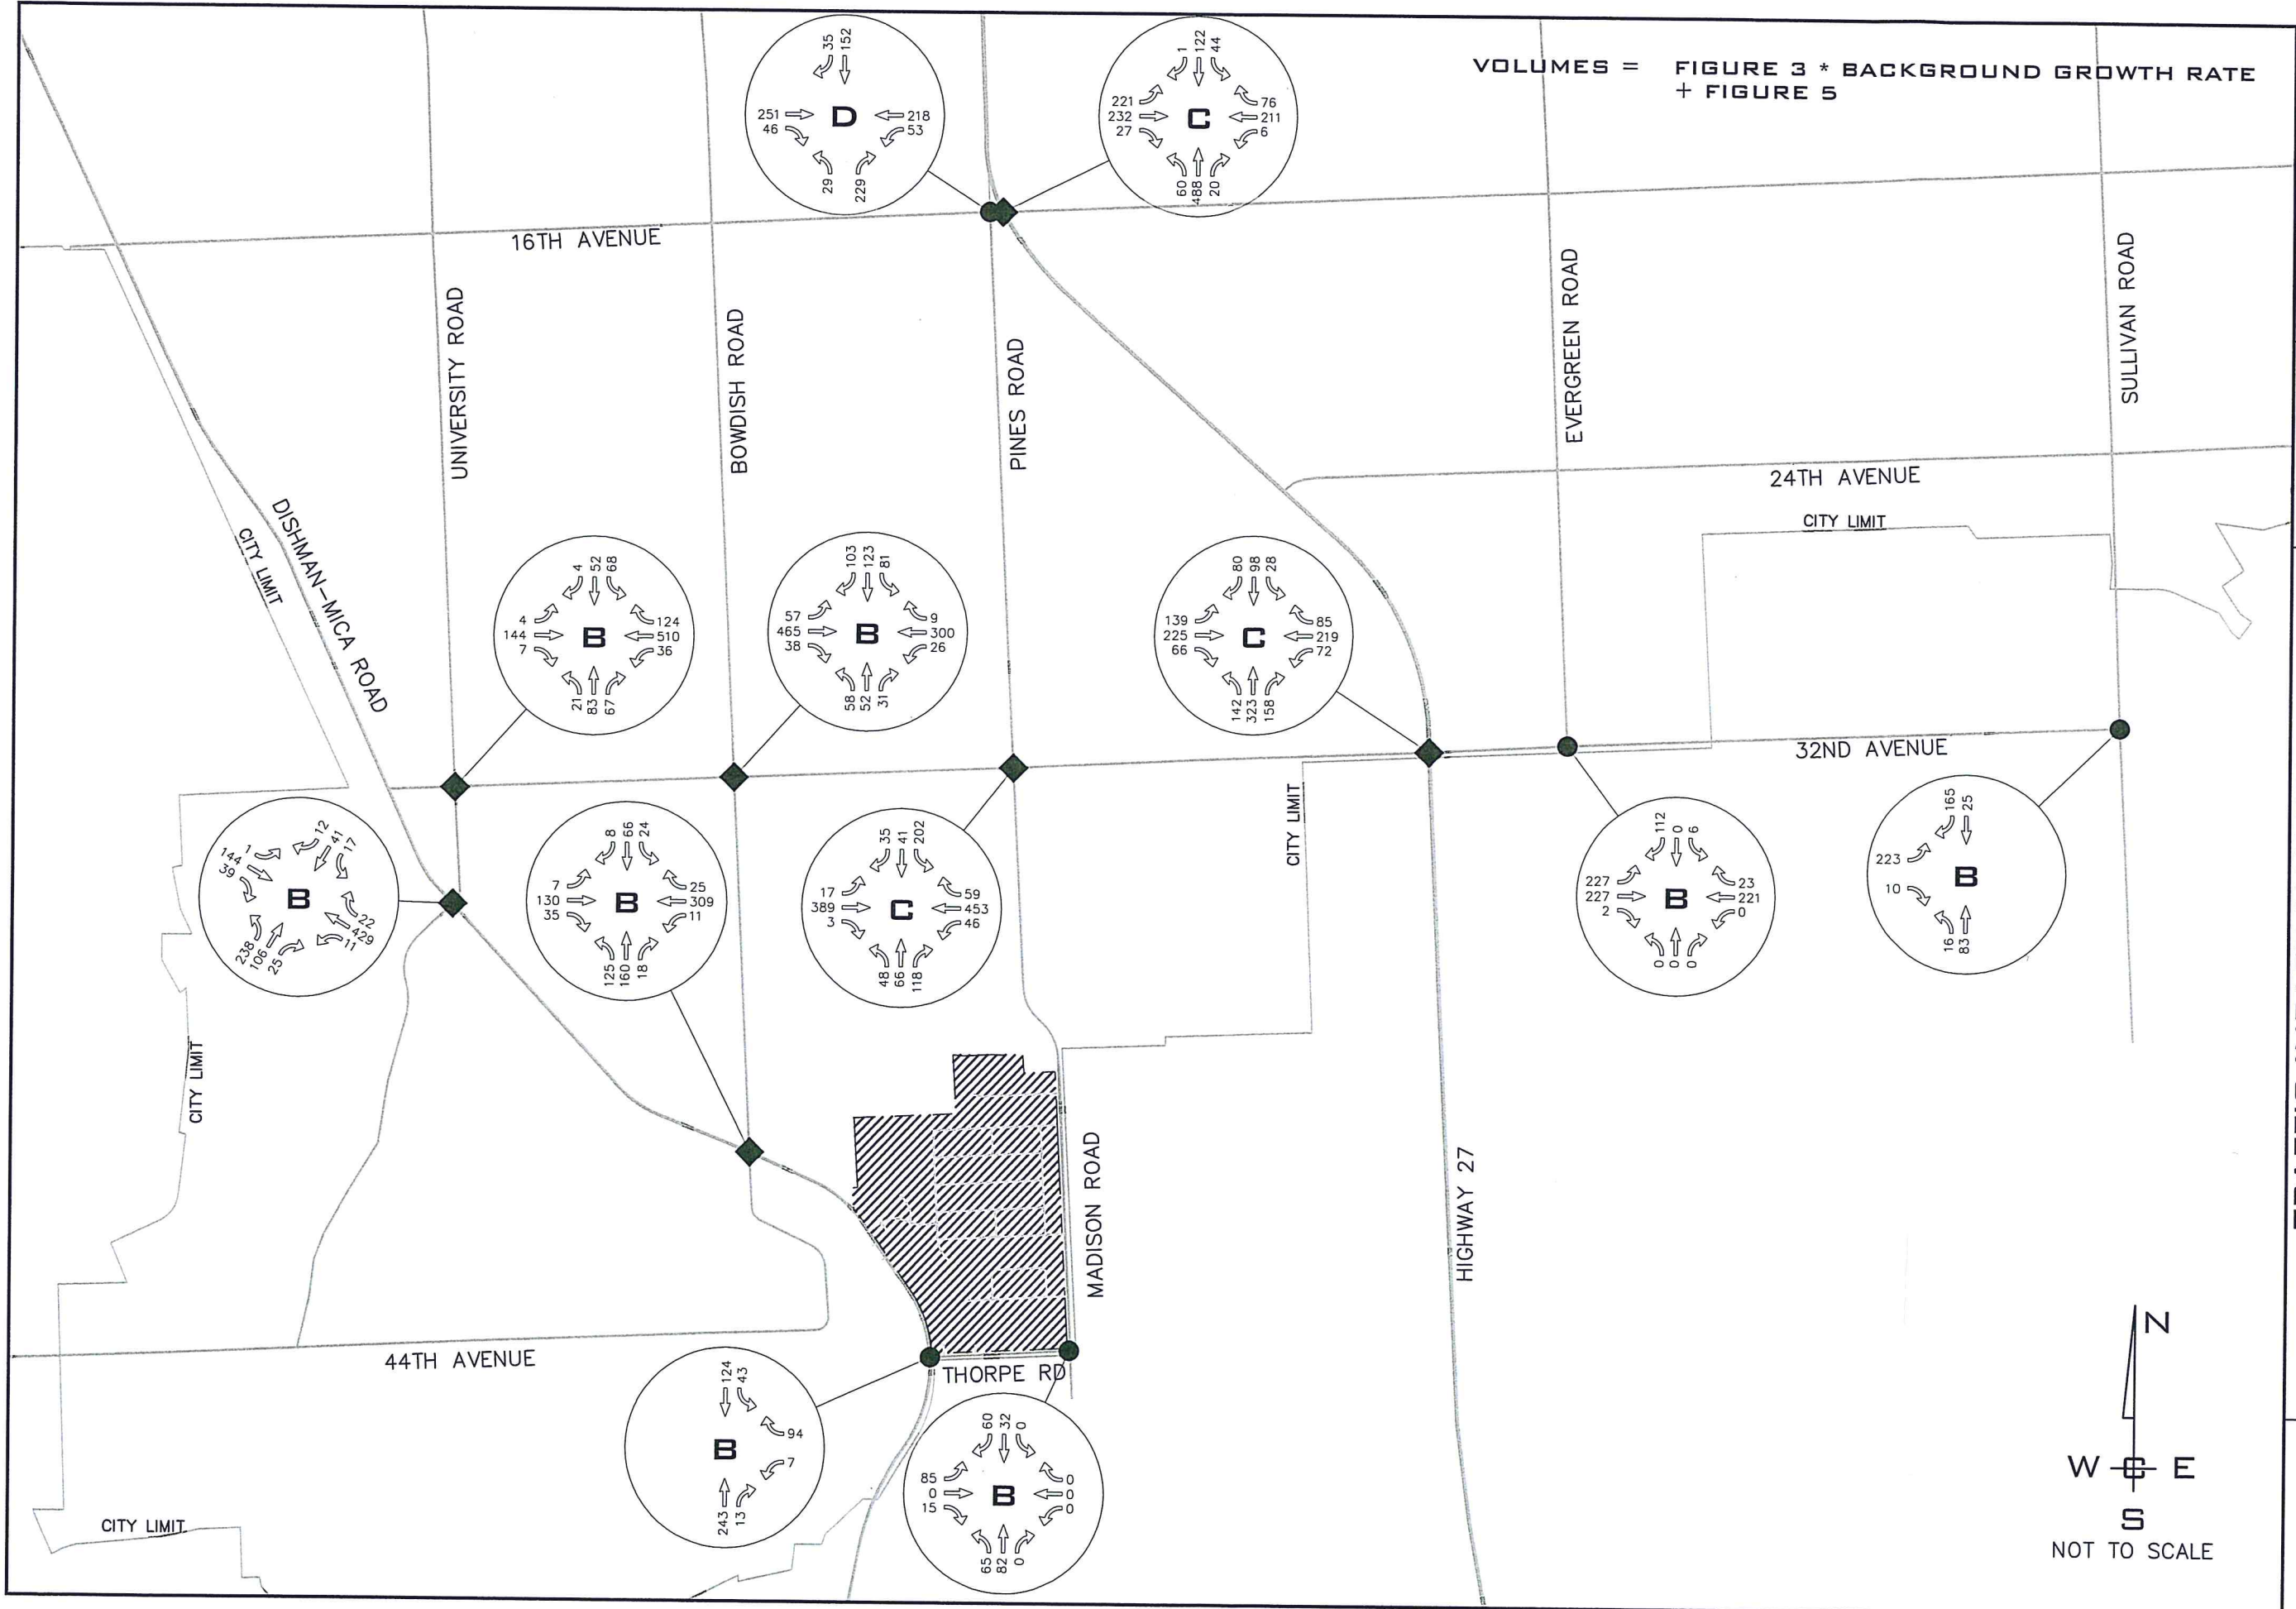 VOLUMES = FIGURE 3 * BACKGROUND GROWTH RATE
+ FIGURE 5
35 152
251
46
D
218
53
29 229
1 122 44
221
232
27
C
76
211
6
60 488 20
16TH AVENUE
UNIVERSITY ROAD
BOWDISH ROAD
PINES ROAD
EVERGREEN ROAD
SULLIVAN ROAD
24TH AVENUE
CITY LIMIT
DISHMAN-MICA ROAD
CITY LIMIT
4 52 68
4
144
7
B
124
510
36
21 83 67
103 123 81
57
465
38
B
9
300
26
58 52 31
80 98 28
139
225
66
C
85
219
72
142 323 158
32ND AVENUE
12 41 17
1
144
39
B
22
429
11
238 106 25
8 66 24
7
130
35
B
25
309
11
125 160 18
35 41 202
17
389
3
C
59
453
46
48 66 118
CITY LIMIT
112 0 6
227
227
2
B
23
221
0
0 0 0
165 25
223
10
B
16 83
CITY LIMIT
MADISON ROAD
HIGHWAY 27
44TH AVENUE
THORPE RD
124 43
B
94
7
243 13
60 32 0
85
0
15
B
0
0
0
65 82 0
CITY LIMIT
N
W E
S
NOT TO SCALE